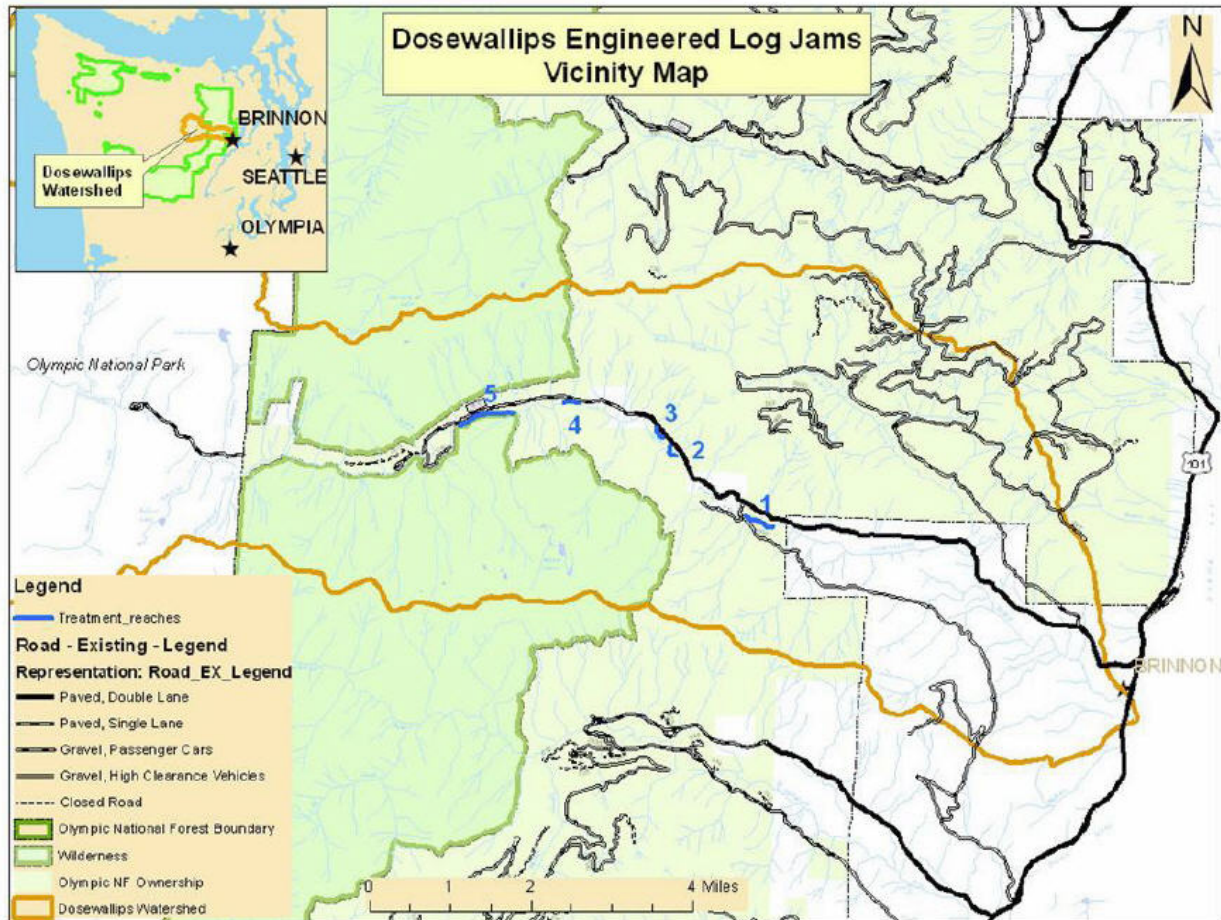 Dosewallips Engineered Log Jams
Vicinity Map
N
BRINNON
Dosewallips
Watershed
SEATTLE
OLYMPIA
Olympic National Park
5
4
3
2
1
101
BRINNON
Legend
Treatment_reaches
Road - Existing - Legend
Representation: Road_EX_Legend
Paved, Double Lane
Paved, Single Lane
Gravel, Passenger Cars
Gravel, High Clearance Vehicles
Closed Road
Olympic National Forest Boundary
Wilderness
Olympic NF Ownership
Dosewallips Watershed
0 1 2 4 Miles